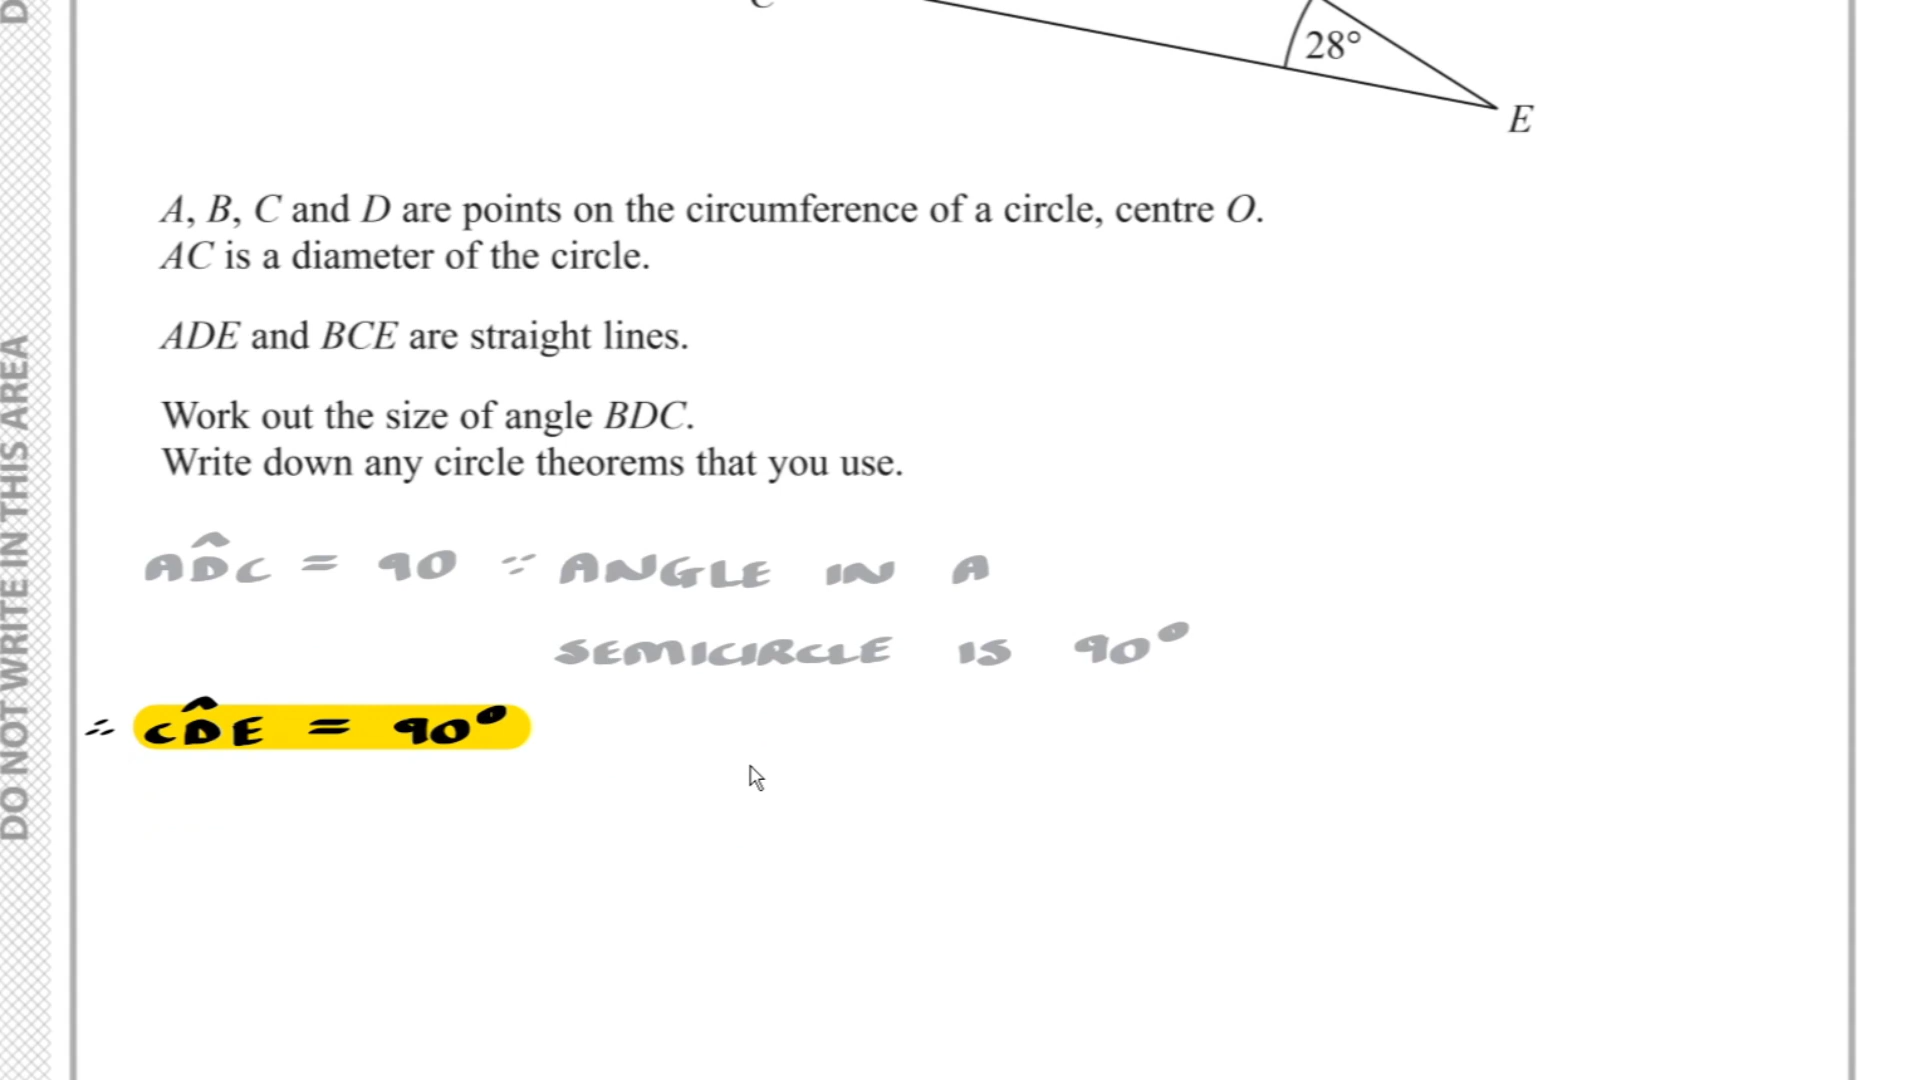 C
28°
E
A, B, C and D are points on the circumference of a circle, centre O.
AC is a diameter of the circle.
ADE and BCE are straight lines.
Work out the size of angle BDC.
Write down any circle theorems that you use.
AD̂C = 90 ∵ ANGLE IN A
SEMICIRCLE IS 90°
∴ CD̂E = 90°
DO NOT WRITE IN THIS AREA
D